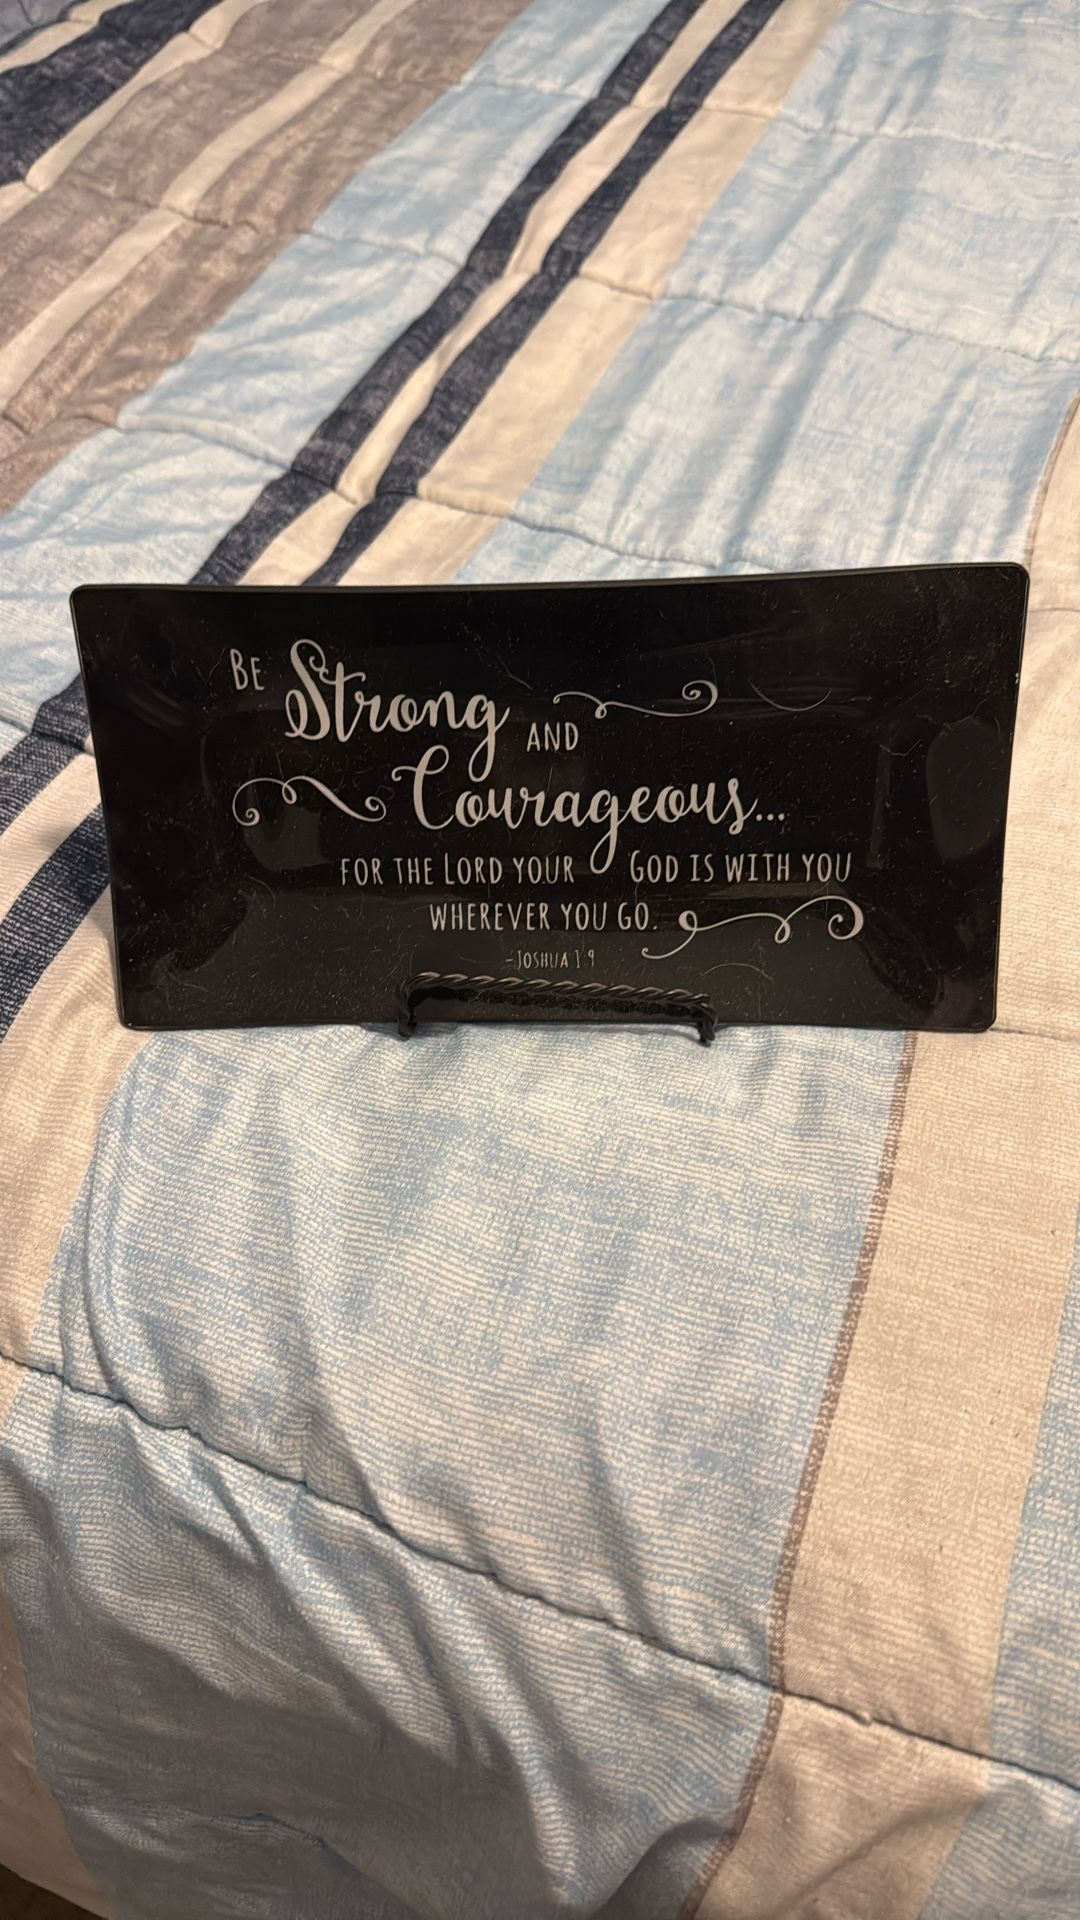 BE Strong AND
Courageous...
FOR THE LORD YOUR GOD IS WITH YOU
WHEREVER YOU GO.
-JOSHUA 1 9